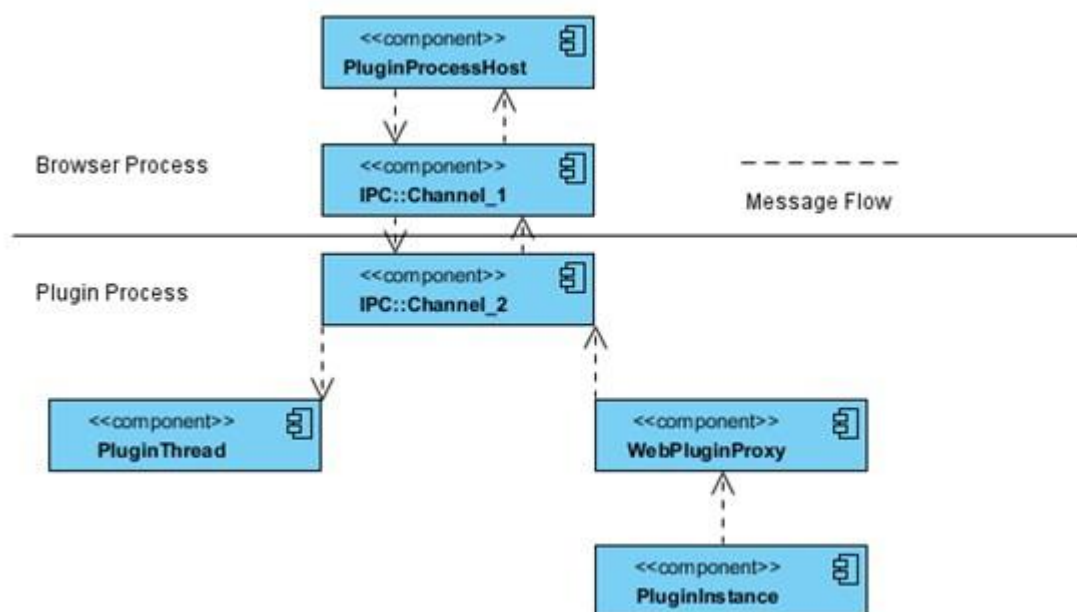 <<component>>
PluginProcessHost
Browser Process
<<component>>
IPC::Channel_1
Message Flow
Plugin Process
<<component>>
IPC::Channel_2
<<component>>
PluginThread
<<component>>
WebPluginProxy
<<component>>
PluginInstance